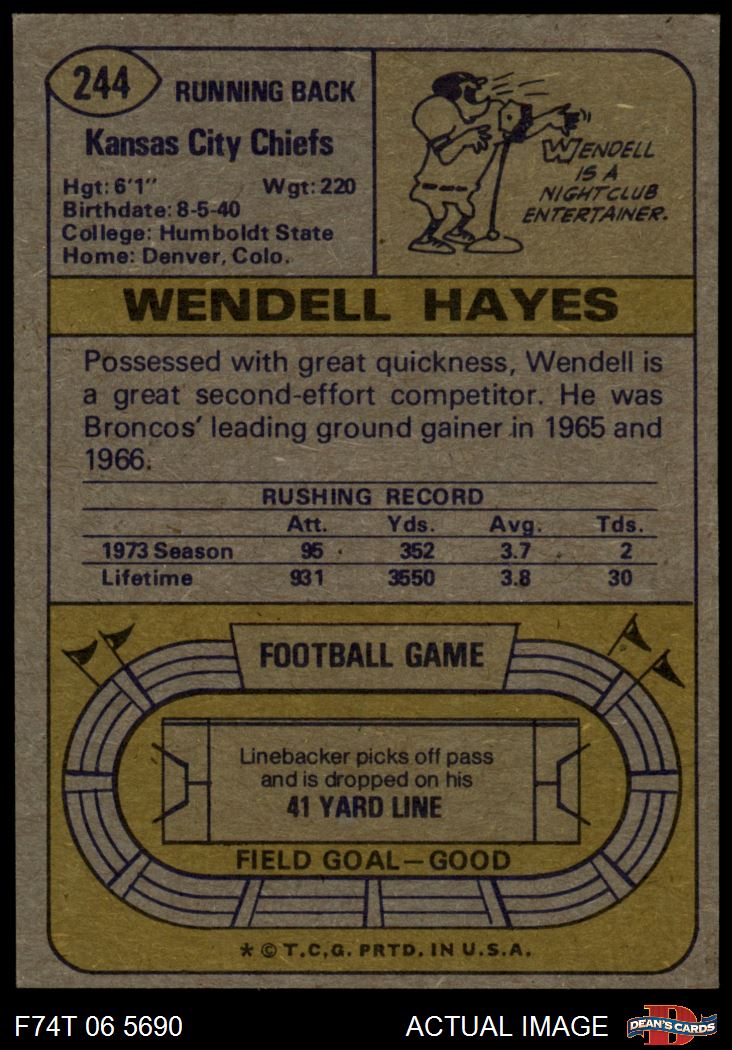 244
RUNNING BACK
Kansas City Chiefs
Hgt: 6'1" Wgt: 220
Birthdate: 8-5-40
College: Humboldt State
Home: Denver, Colo.
WENDELL
IS A
NIGHTCLUB
ENTERTAINER.
WENDELL HAYES
Possessed with great quickness, Wendell is
a great second-effort competitor. He was
Broncos' leading ground gainer in 1965 and
1966.
RUSHING RECORD
Att. Yds. Avg. Tds.
1973 Season 95 352 3.7 2
Lifetime 931 3550 3.8 30
FOOTBALL GAME
Linebacker picks off pass
and is dropped on his
41 YARD LINE
FIELD GOAL—GOOD
* © T.C.G. PRTD. IN U.S.A.
F74T 06 5690 ACTUAL IMAGE
D
DEAN'S CARDS